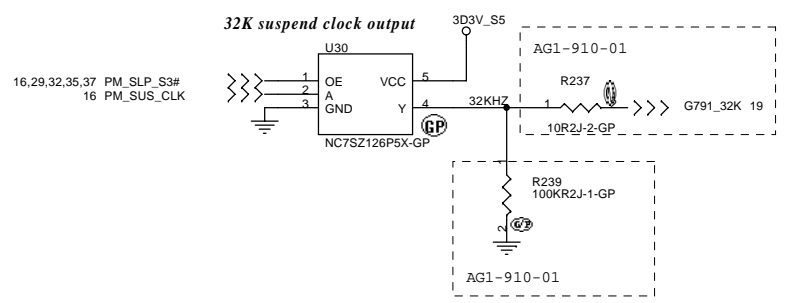 32K suspend clock output
3D3V_S5
U30
16,29,32,35,37 PM_SLP_S3#
16 PM_SUS_CLK
1 OE VCC 5
2 A
3 GND Y 4
NC7SZ126P5X-GP
GP
32KHZ
AG1-910-01
R237
1
10R2J-2-GP
G791_32K 19
1
R239
100KR2J-1-GP
2
AG1-910-01